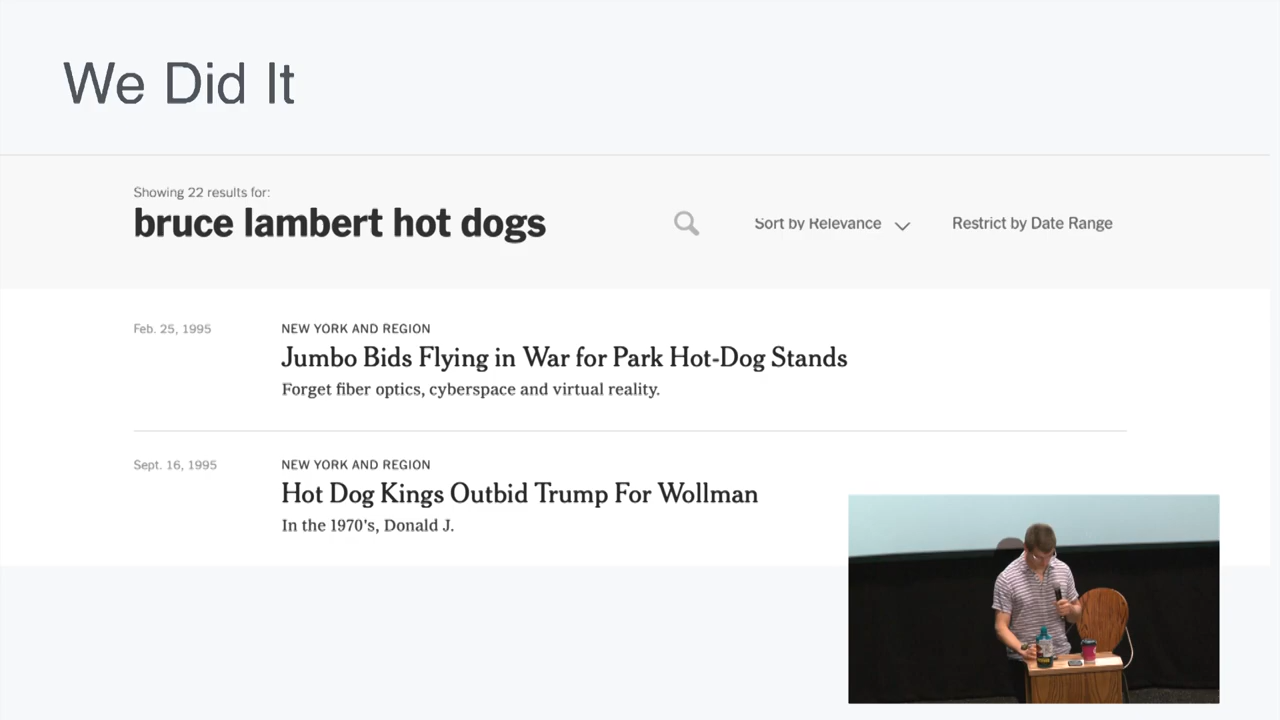 We Did It
Showing 22 results for:
bruce lambert hot dogs
Sort by Relevance
Restrict by Date Range
Feb. 25, 1995
NEW YORK AND REGION
Jumbo Bids Flying in War for Park Hot-Dog Stands
Forget fiber optics, cyberspace and virtual reality.
Sept. 16, 1995
NEW YORK AND REGION
Hot Dog Kings Outbid Trump For Wollman
In the 1970's, Donald J.